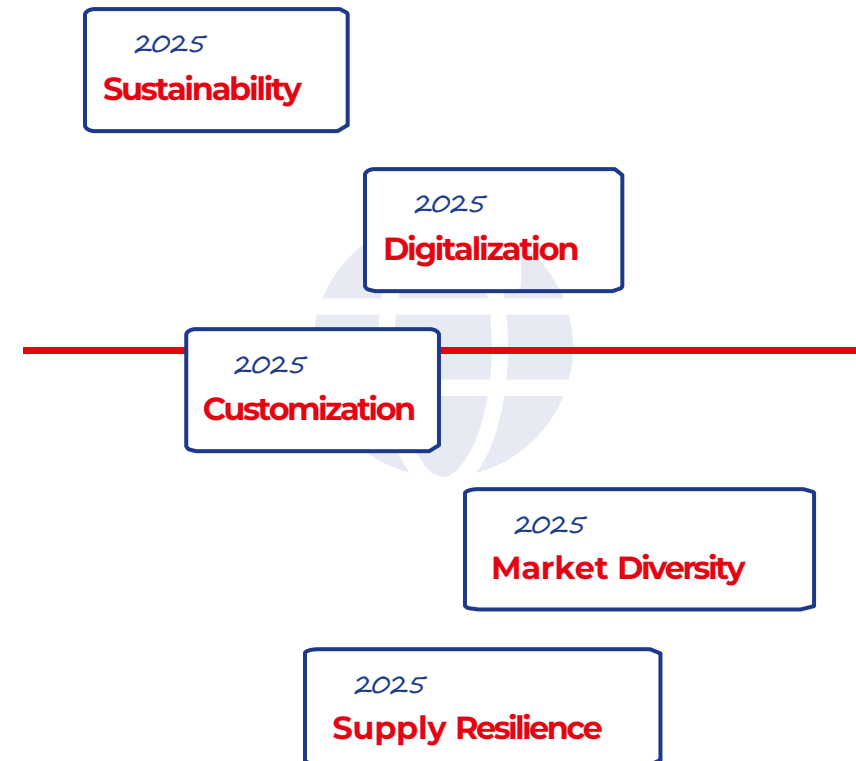 2025
Sustainability
2025
Digitalization
2025
Customization
2025
Market Diversity
2025
Supply Resilience